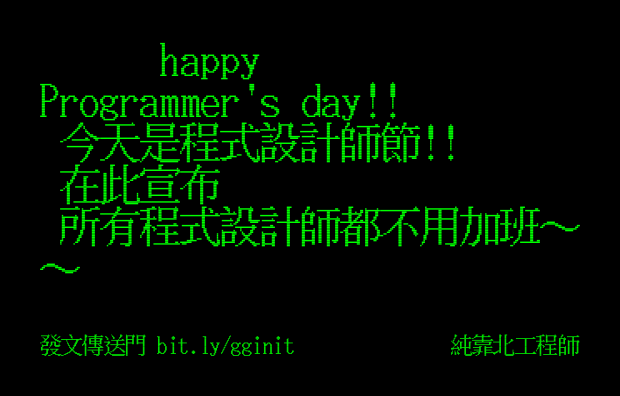 happy
Programmer's day!!
今天是程式設計師節!!
在此宣布
所有程式設計師都不用加班～
～
發文傳送門 bit.ly/gginit
純靠北工程師